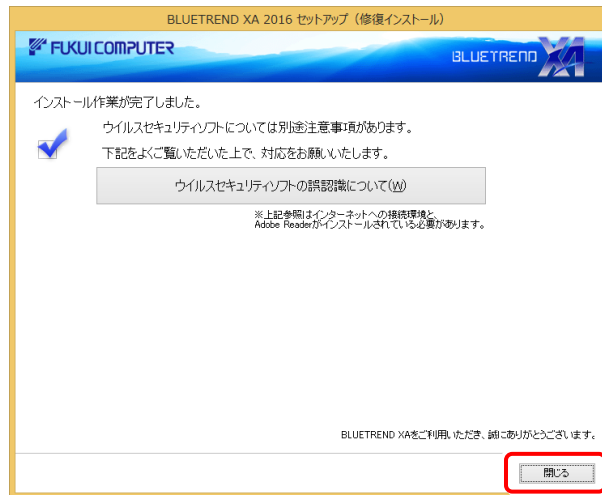 BLUETREND XA 2016 セットアップ（修復インストール）
FUKUI COMPUTER
BLUETREND XA
インストール作業が完了しました。
ウイルスセキュリティソフトについては別途注意事項があります。
下記をよくご覧いただいた上で、対応をお願いいたします。
ウイルスセキュリティソフトの誤認識について(W)
※上記参照はインターネットへの接続環境と、
Adobe Readerがインストールされている必要があります。
BLUETREND XAをご利用いただき、誠にありがとうございます。
閉じる